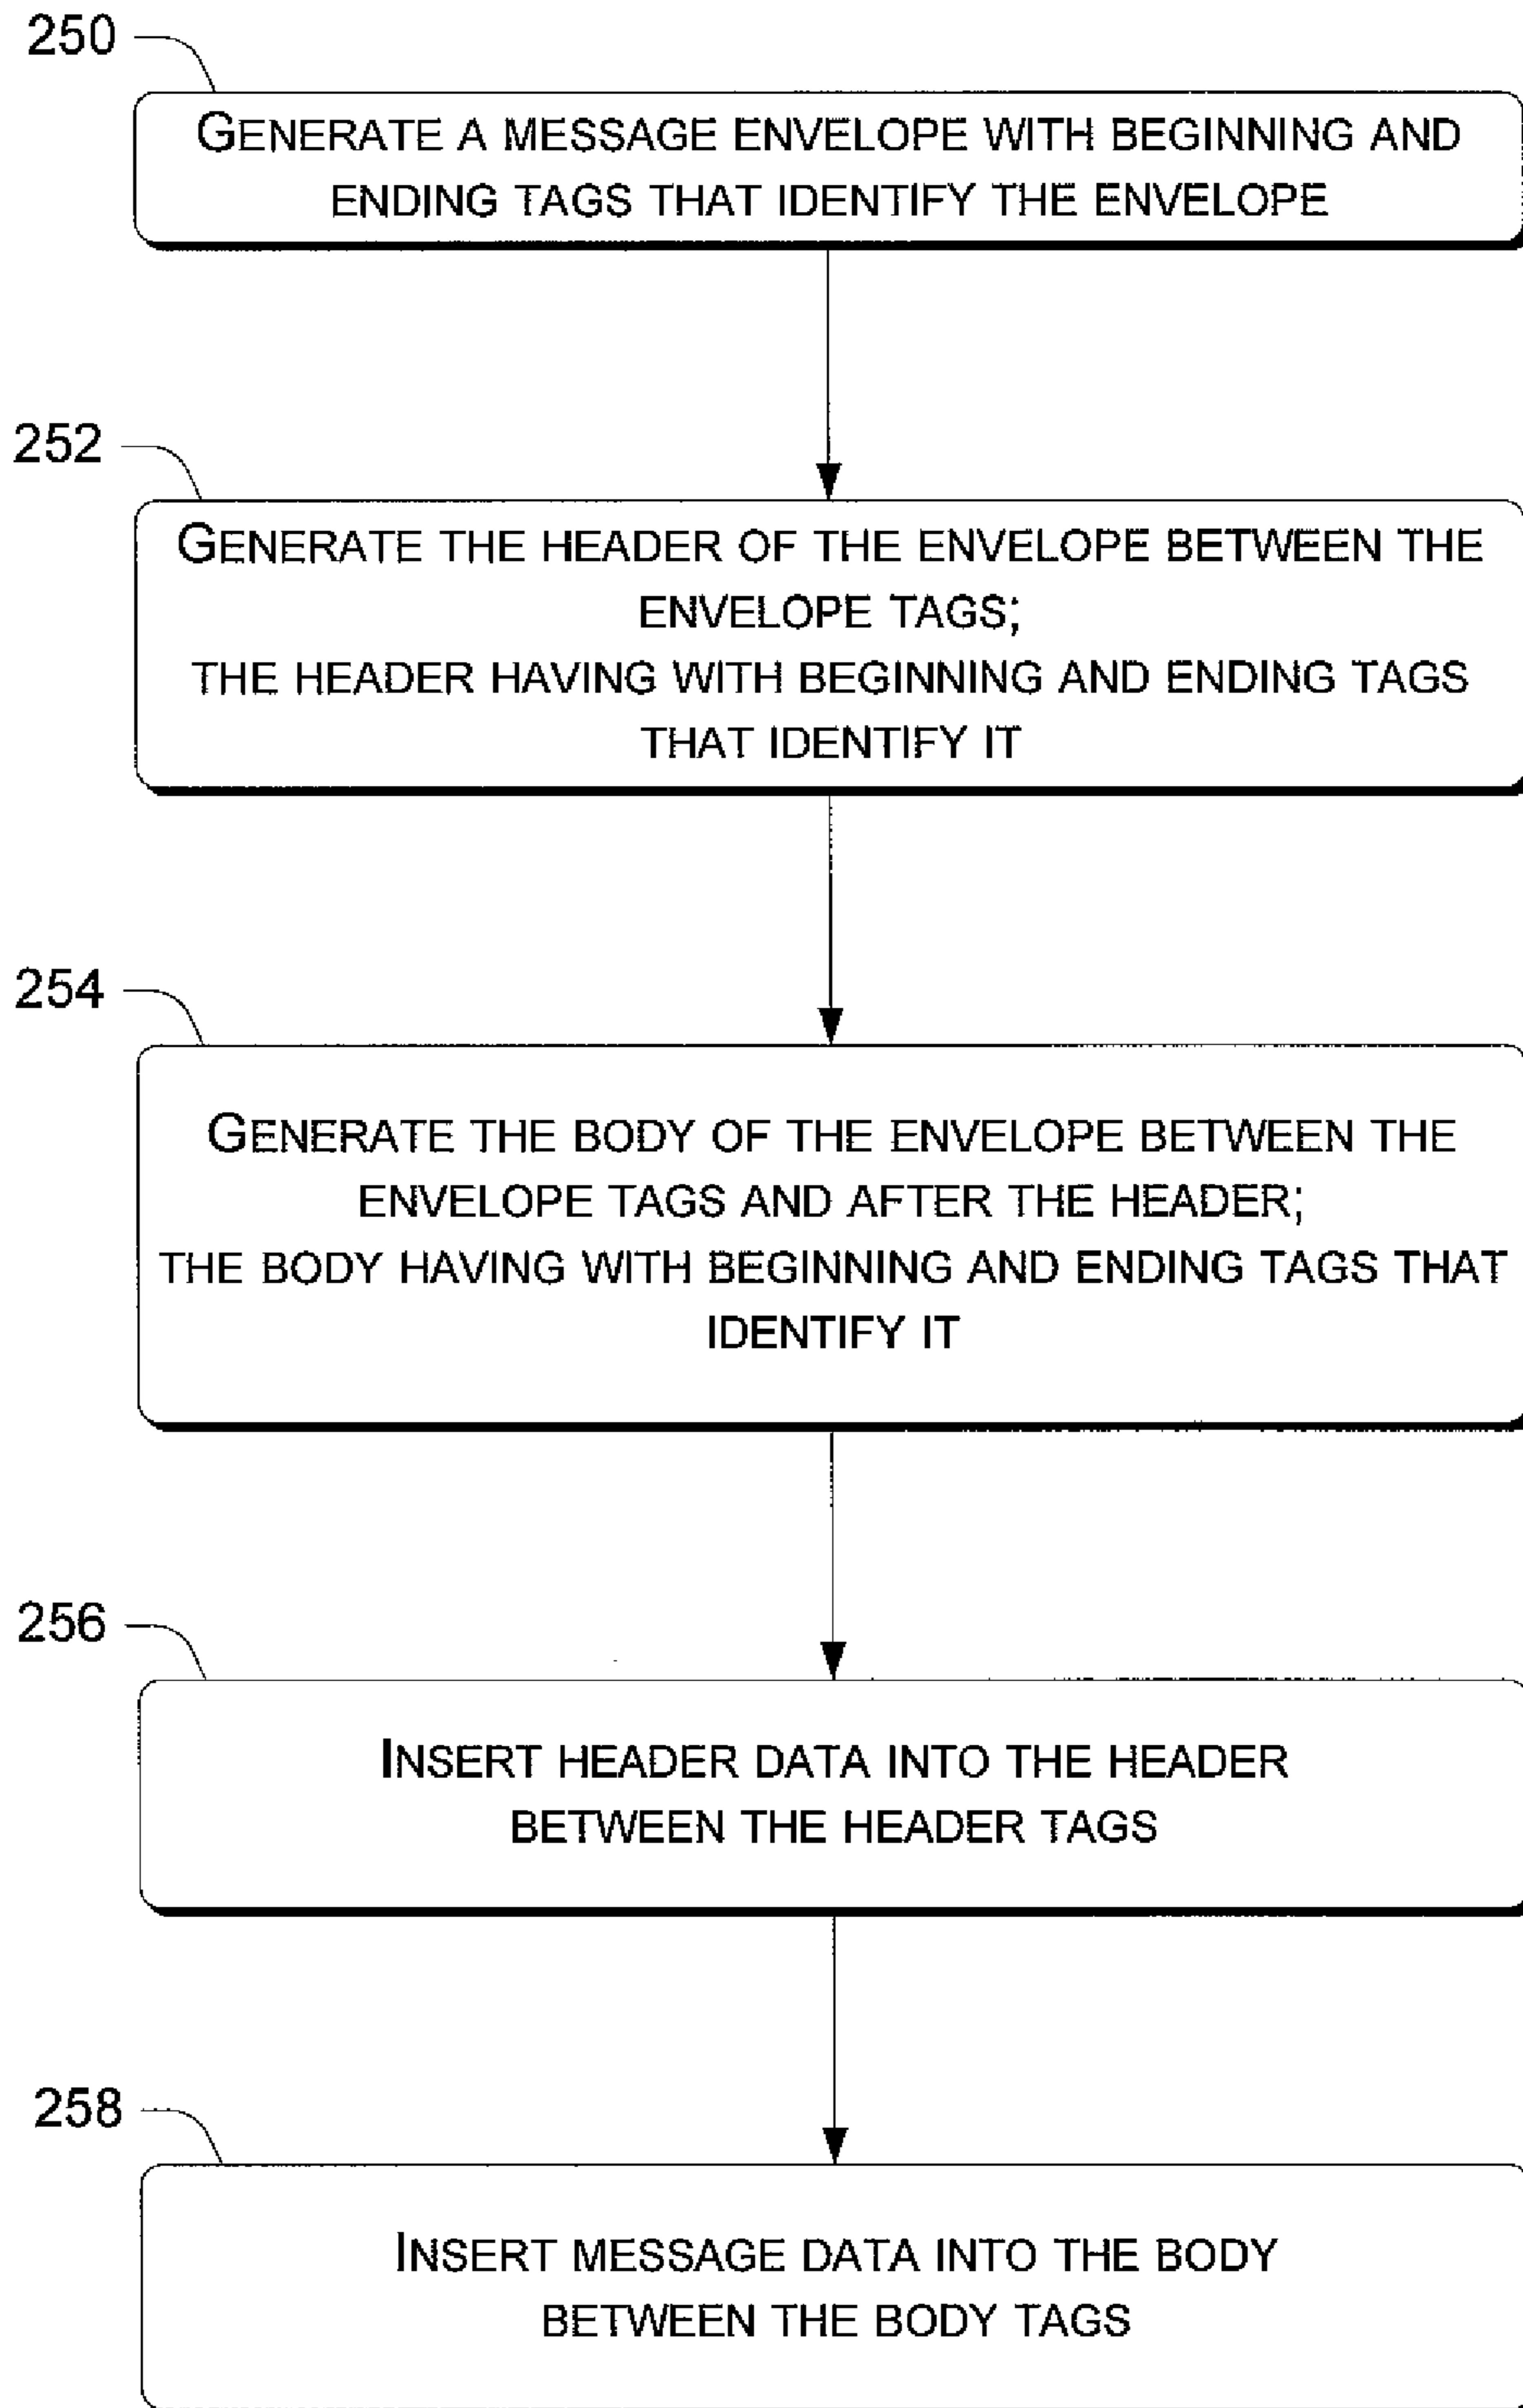 250
GENERATE A MESSAGE ENVELOPE WITH BEGINNING AND
ENDING TAGS THAT IDENTIFY THE ENVELOPE
252
GENERATE THE HEADER OF THE ENVELOPE BETWEEN THE
ENVELOPE TAGS;
THE HEADER HAVING WITH BEGINNING AND ENDING TAGS
THAT IDENTIFY IT
254
GENERATE THE BODY OF THE ENVELOPE BETWEEN THE
ENVELOPE TAGS AND AFTER THE HEADER;
THE BODY HAVING WITH BEGINNING AND ENDING TAGS THAT
IDENTIFY IT
256
INSERT HEADER DATA INTO THE HEADER
BETWEEN THE HEADER TAGS
258
INSERT MESSAGE DATA INTO THE BODY
BETWEEN THE BODY TAGS